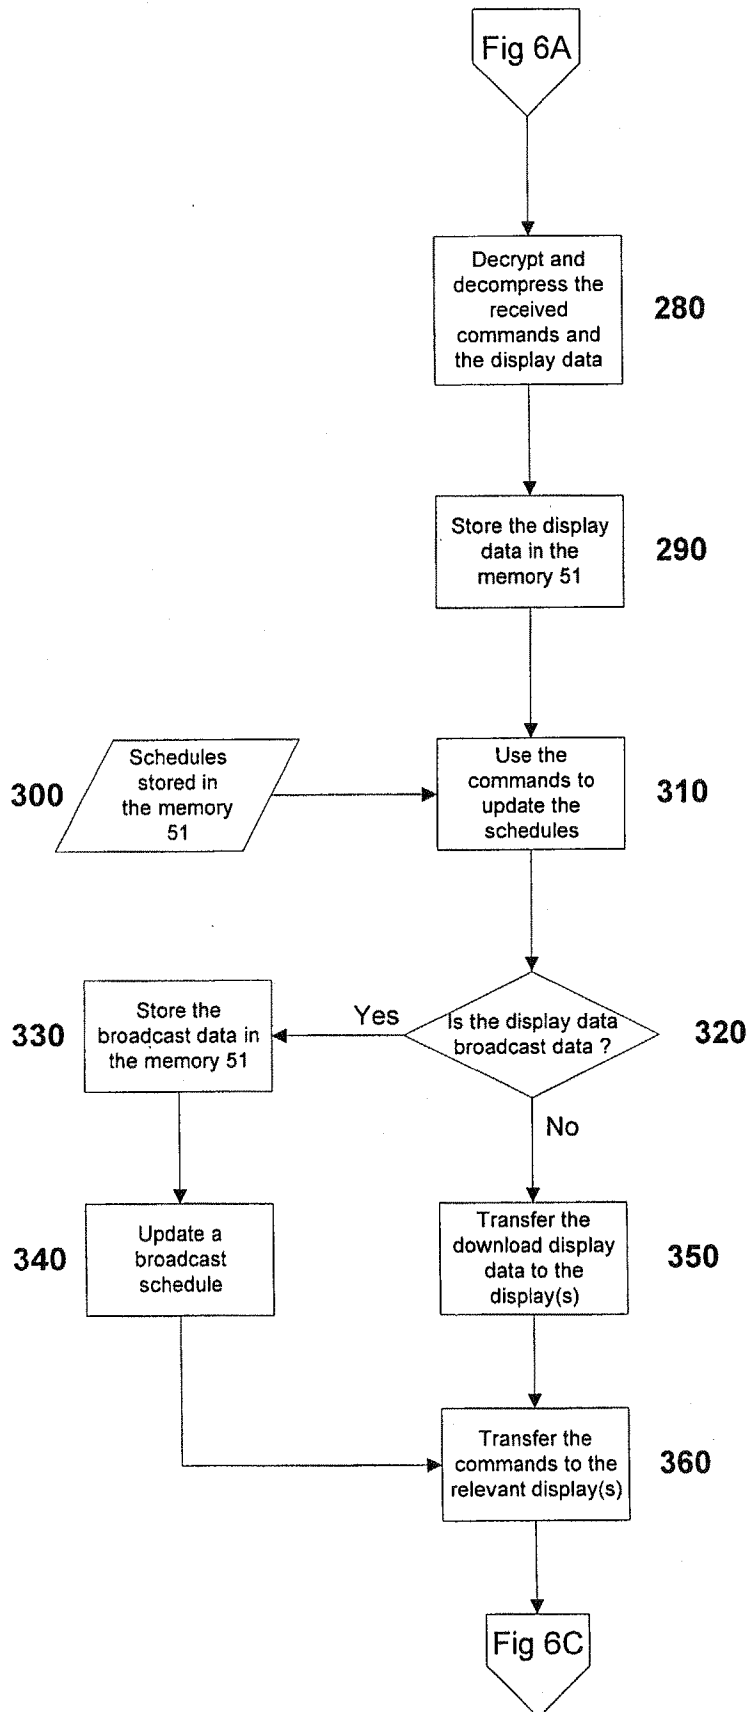 Fig 6A
Decrypt and
decompress the
received
commands and
the display data
280
Store the display
data in the
memory 51
290
Schedules
stored in
the memory
51
300
Use the
commands to
update the
schedules
310
Is the display data
broadcast data ?
320
Yes
No
Store the
broadcast data in
the memory 51
330
Update a
broadcast
schedule
340
Transfer the
download display
data to the
display(s)
350
Transfer the
commands to the
relevant display(s)
360
Fig 6C